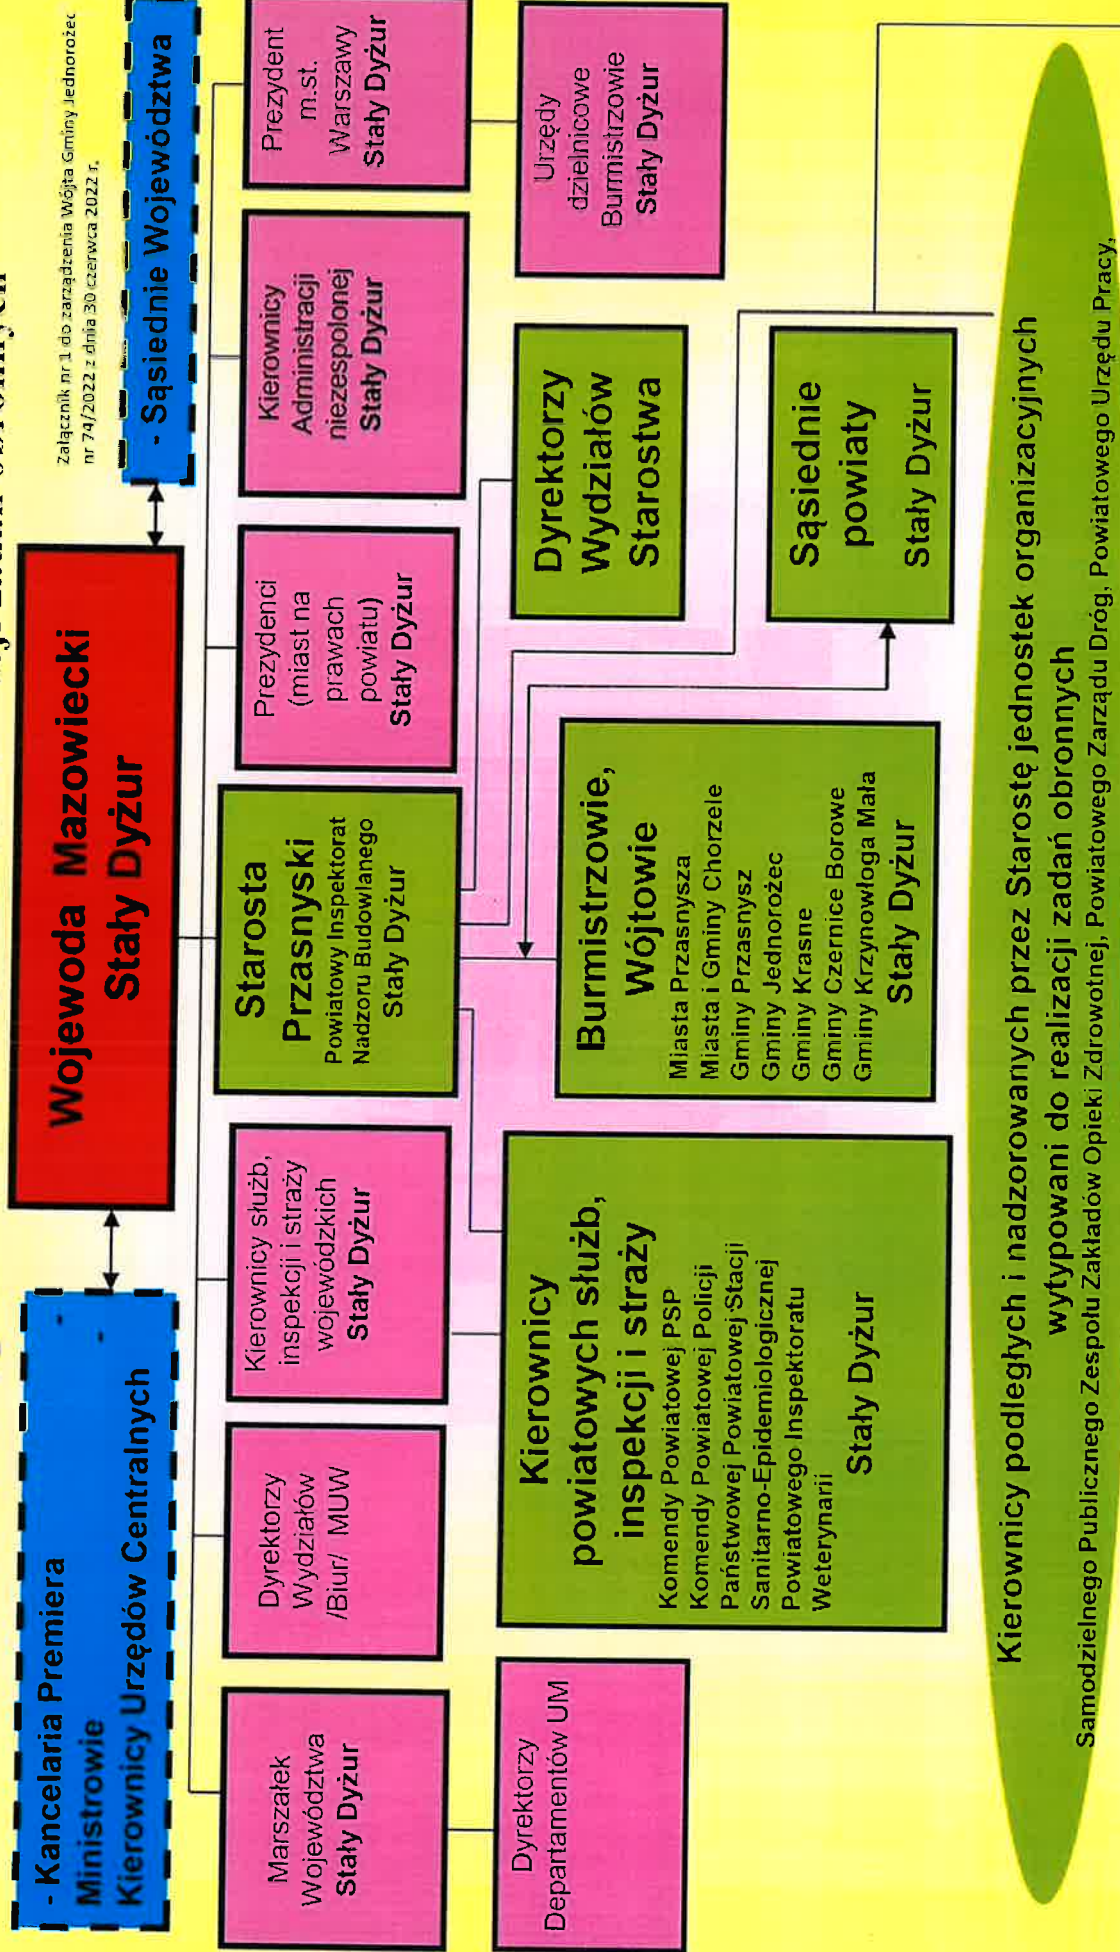 Załącznik nr 1 do zarządzenia Wójta Gminy Jednorożec
nr 74/2022 z dnia 30 czerwca 2022 r.
- Kancelaria Premiera -
Ministrowie -
Kierownicy Urzędów Centralnych
Wojewoda Mazowiecki
Stały Dyżur
- Sąsiednie Województwa
Marszałek
Województwa
Stały Dyżur
Dyrektorzy
Wydziałów
/Biur/ MUW
Kierownicy służb,
inspekcji i straży
wojewódzkich
Stały Dyżur
Starosta
Przasnyski
Powiatowy Inspektorat
Nadzoru Budowlanego
Stały Dyżur
Prezydenci
(miast na
prawach
powiatu)
Stały Dyżur
Kierownicy
Administracji
niezespolonej
Stały Dyżur
Prezydent
m.st.
Warszawy
Stały Dyżur
Dyrektorzy
Departamentów UM
Kierownicy
powiatowych służb,
inspekcji i straży
Komendy Powiatowej PSP
Komendy Powiatowej Policji
Państwowej Powiatowej Stacji
Sanitarno-Epidemiologicznej
Powiatowego Inspektoratu
Weterynarii
Stały Dyżur
Burmistrzowie,
Wójtowie
Miasta Przasnysza
Miasta i Gminy Chorzele
Gminy Przasnysz
Gminy Jednorożec
Gminy Krasne
Gminy Czernice Borowe
Gminy Krzynowłoga Mała
Stały Dyżur
Dyrektorzy
Wydziałów
Starostwa
Urzędy
dzielnicowe
Burmistrzowie
Stały Dyżur
Sąsiednie
powiaty
Stały Dyżur
Kierownicy podległych i nadzorowanych przez Starostę jednostek organizacyjnych
wytypowani do realizacji zadań obronnych
Samodzielnego Publicznego Zespołu Zakładów Opieki Zdrowotnej, Powiatowego Zarządu Dróg, Powiatowego Urzędu Pracy,